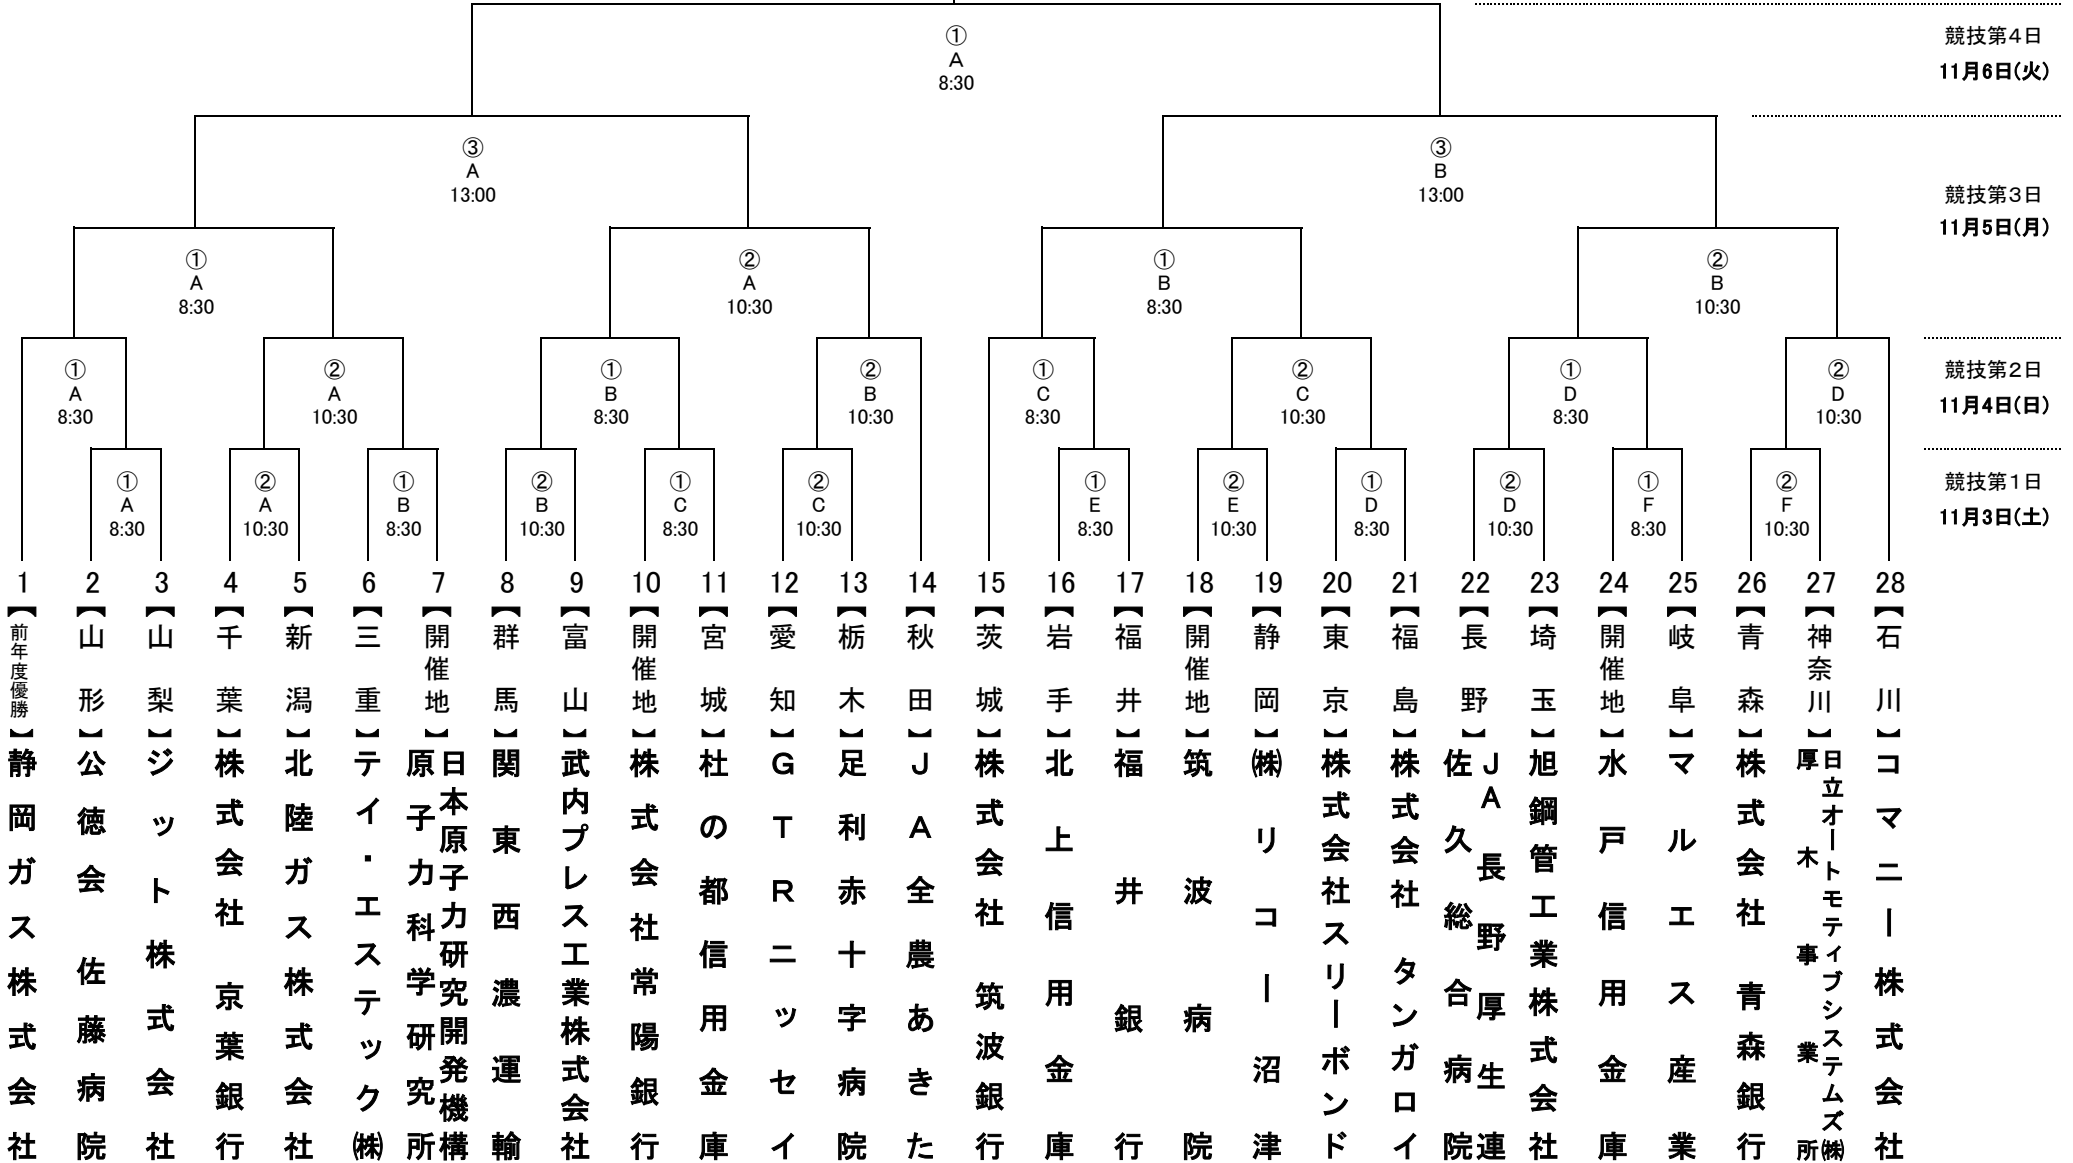 ①
A
8:30
競技第4日
11月6日(火)
③
A
13:00
③
B
13:00
競技第3日
11月5日(月)
①
A
8:30
②
A
10:30
①
B
8:30
②
B
10:30
①
A
8:30
②
A
10:30
①
B
8:30
②
B
10:30
①
C
8:30
②
C
10:30
①
D
8:30
②
D
10:30
競技第2日
11月4日(日)
①
A
8:30
②
A
10:30
①
B
8:30
②
B
10:30
①
C
8:30
②
C
10:30
①
E
8:30
②
E
10:30
①
D
8:30
②
D
10:30
①
F
8:30
②
F
10:30
競技第1日
11月3日(土)
1【前年度優勝】静岡ガス株式会社
2【山形】公徳会 佐藤病院
3【山梨】ジット株式会社
4【千葉】株式会社 京葉銀行
5【新潟】北陸ガス株式会社
6【三重】テイ・エステック㈱
7【開催地】日本原子力研究開発機構
原子力科学研究所
8【群馬】関東西濃運輸
9【富山】武内プレス工業株式会社
10【開催地】株式会社常陽銀行
11【宮城】杜の都信用金庫
12【愛知】GTRニッセイ
13【栃木】足利赤十字病院
14【秋田】JA全農あきた
15【茨城】株式会社 筑波銀行
16【岩手】北上信用金庫
17【福井】福井銀行
18【開催地】筑波病院
19【静岡】㈱リコー沼津
20【東京】株式会社スリーボンド
21【福島】株式会社 タンガロイ
22【長野】JA長野厚生連
佐久総合病院
23【埼玉】旭鋼管工業株式会社
24【開催地】水戸信用金庫
25【岐阜】マルエス産業
26【青森】株式会社 青森銀行
27【神奈川】日立オートモティブシステムズ㈱
厚木事業所
28【石川】コマニー株式会社